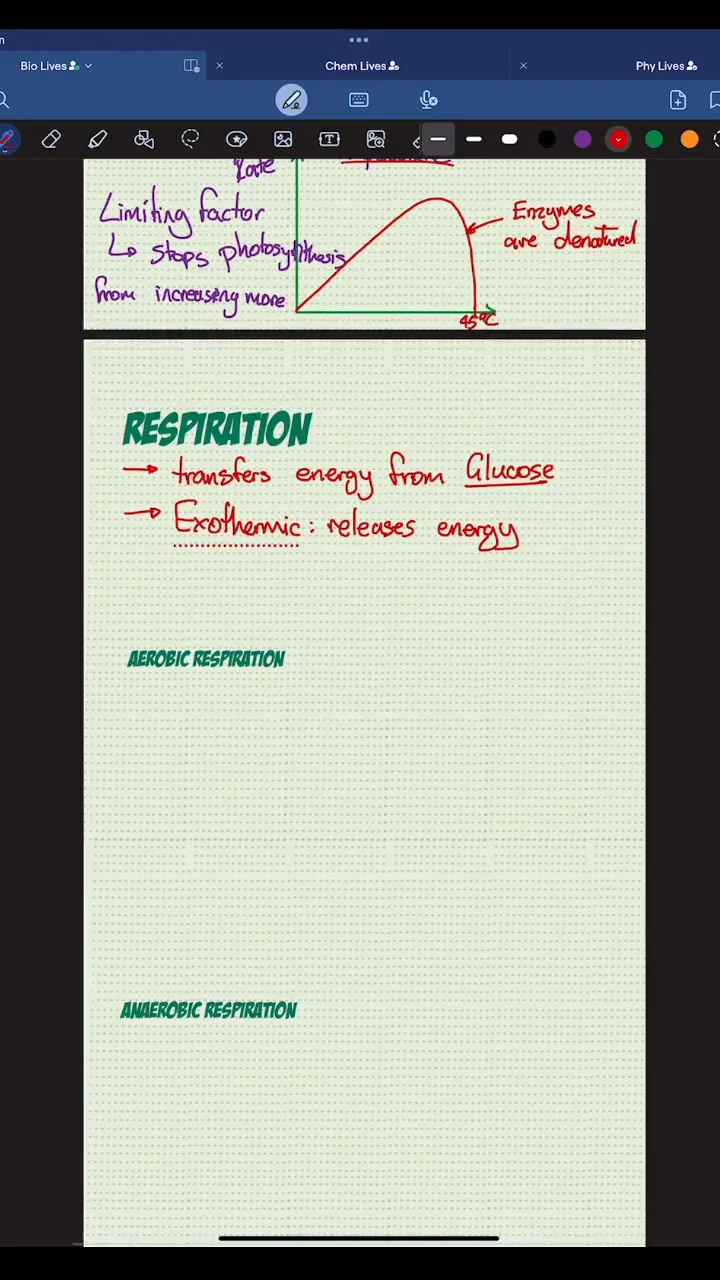 n
Bio Lives
Chem Lives
Phy Lives
Rate
Limiting factor
↳ stops photosynthesis
from increasing more
Enzymes
are denatured
45°C
RESPIRATION
→ transfers energy from Glucose
→ Exothermic: releases energy
AEROBIC RESPIRATION
ANAEROBIC RESPIRATION